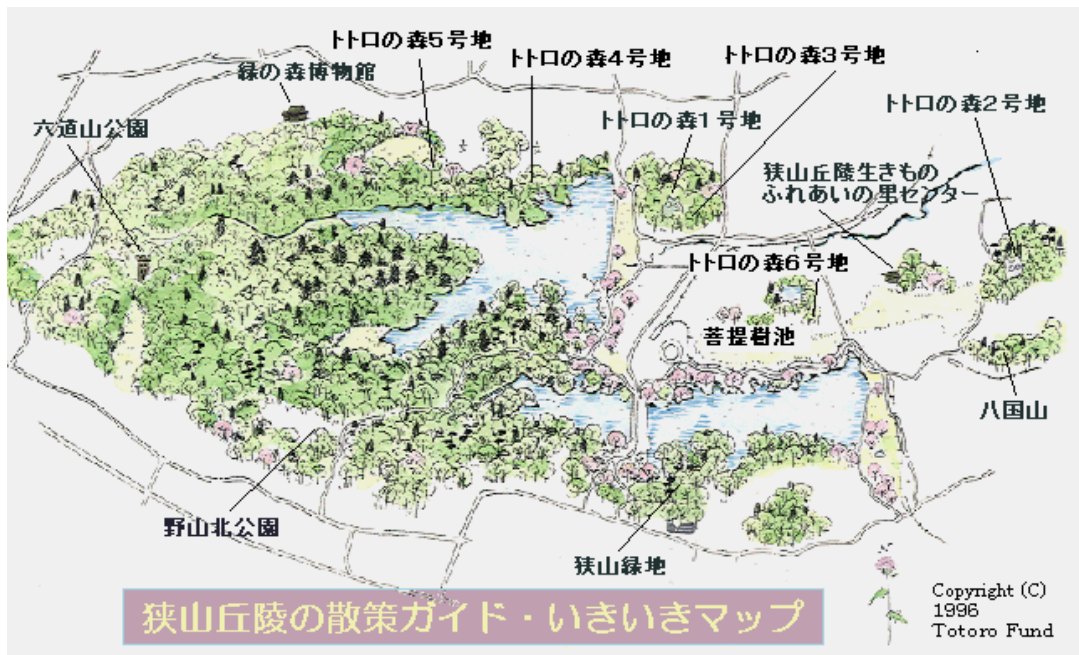 トトロの森5号地
トトロの森4号地
トトロの森3号地
緑の森博物館
トトロの森2号地
六道山公園
トトロの森1号地
狭山丘陵生きもの
ふれあいの里センター
トトロの森6号地
菩提樹池
八国山
野山北公園
狭山緑地
狭山丘陵の散策ガイド・いきいきマップ
Copyright (C)
1996
Totoro Fund